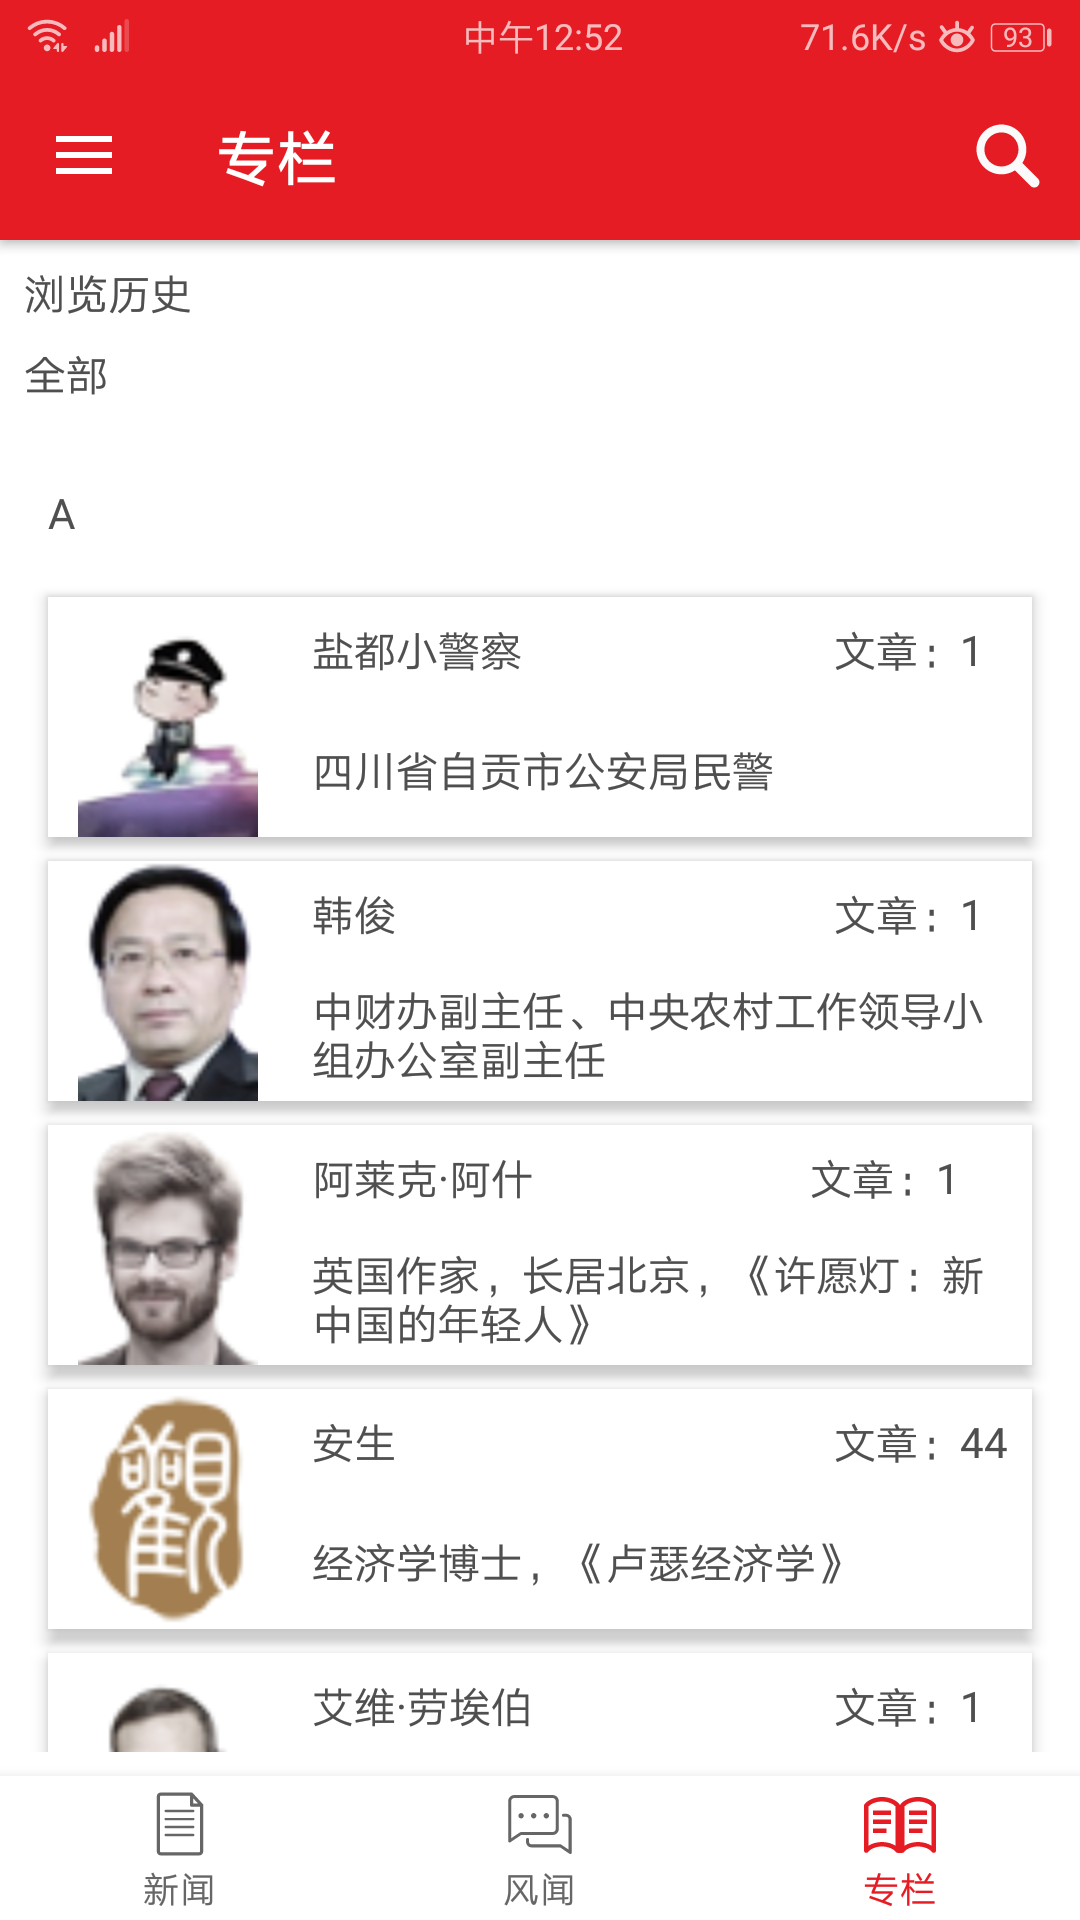 中午12:52
71.6K/s
93
专栏
浏览历史
全部
A
盐都小警察
文章：1
四川省自贡市公安局民警
韩俊
文章：1
中财办副主任、中央农村工作领导小
组办公室副主任
阿莱克·阿什
文章：1
英国作家，长居北京，《许愿灯：新
中国的年轻人》
觀
安生
文章：44
经济学博士，《卢瑟经济学》
艾维·劳埃伯
文章：1
新闻
风闻
专栏